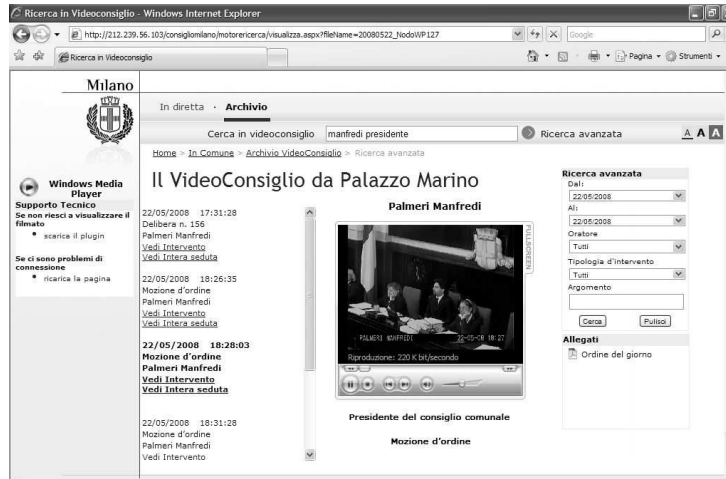 Ricerca in Videoconsiglio - Windows Internet Explorer
http://212.239.56.103/consigliomilano/motorericerca/visualizza.aspx?fileName=20080522_NodoWP127
Google
Ricerca in Videoconsiglio
Pagina
Strumenti
Milano
In diretta · Archivio
Cerca in videoconsiglio manfredi presidente Ricerca avanzata A A A
Home > In Comune > Archivio VideoConsiglio > Ricerca avanzata
Windows Media
Player
Supporto Tecnico
Se non riesci a visualizzare il
filmato
scarica il plugin
Se ci sono problemi di
connessione
ricarica la pagina
Il VideoConsiglio da Palazzo Marino
22/05/2008 17:31:28
Delibera n. 156
Palmeri Manfredi
Vedi Intervento
Vedi Intera seduta
22/05/2008 18:26:35
Mozione d'ordine
Palmeri Manfredi
Vedi Intervento
Vedi Intera seduta
22/05/2008 18:28:03
Mozione d'ordine
Palmeri Manfredi
Vedi Intervento
Vedi Intera seduta
22/05/2008 18:31:28
Mozione d'ordine
Palmeri Manfredi
Vedi Intervento
Palmeri Manfredi
FULLSCREEN
PALMERI MANFREDI 22-05-08 18:27
Riproduzione: 220 K bit/secondo
Presidente del consiglio comunale
Mozione d'ordine
Ricerca avanzata
Dal:
22/05/2008
Al:
22/05/2008
Oratore
Tutti
Tipologia d'intervento
Tutti
Argomento
Cerca Pulisci
Allegati
Ordine del giorno